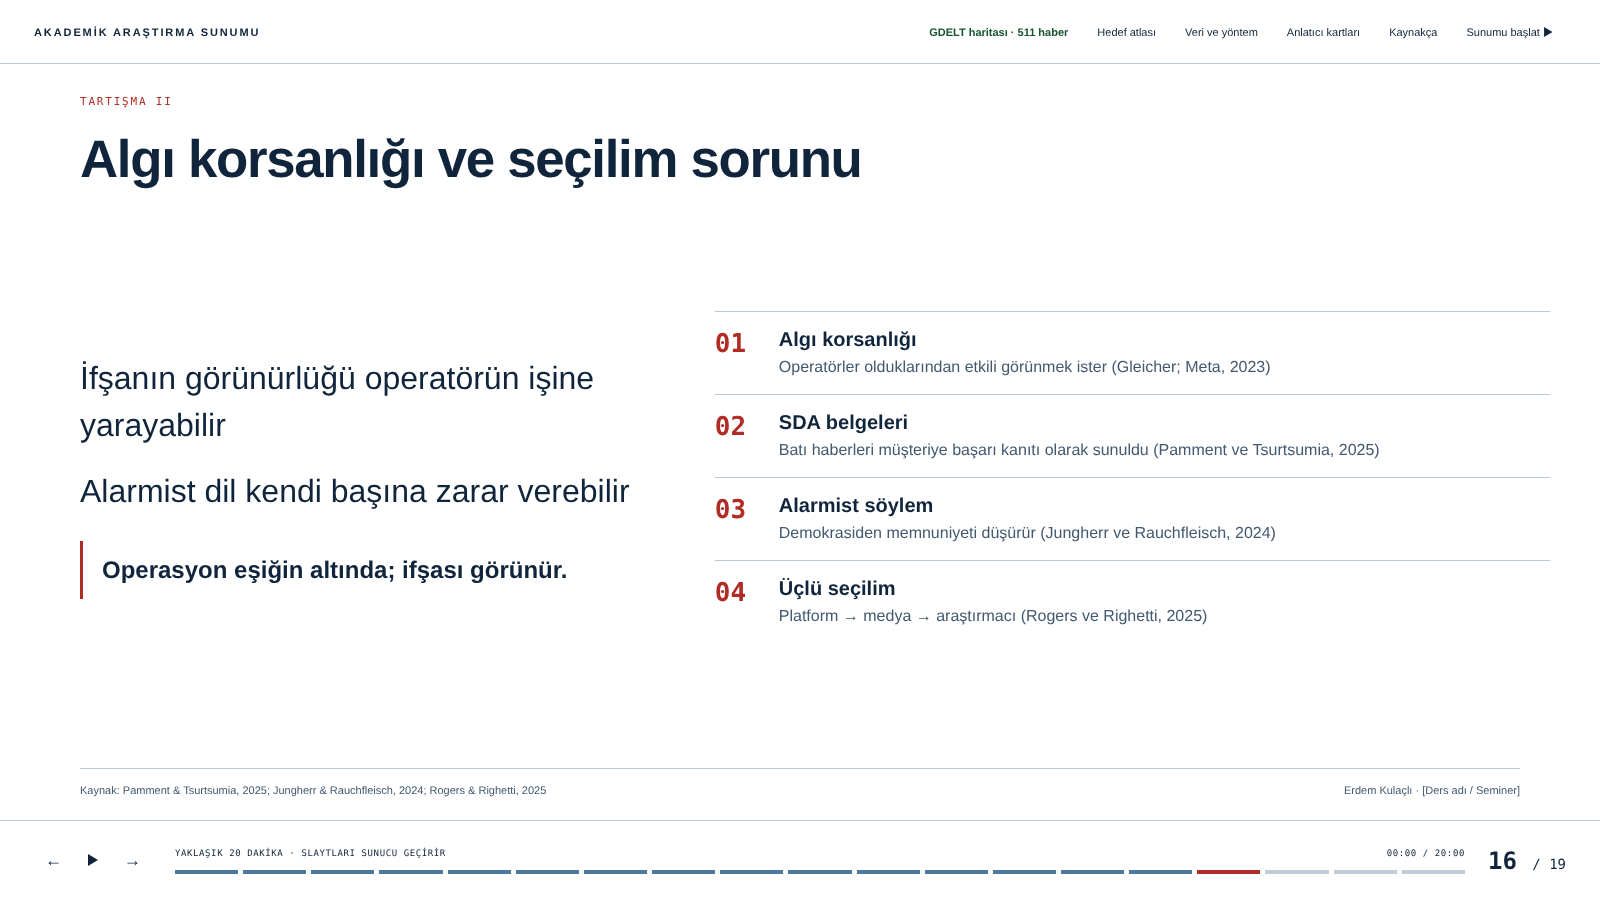 AKADEMİK ARAŞTIRMA SUNUMU
GDELT haritası · 511 haber
Hedef atlası
Veri ve yöntem
Anlatıcı kartları
Kaynakça
Sunumu başlat ▶
TARTIŞMA II
Algı korsanlığı ve seçilim sorunu
İfşanın görünürlüğü operatörün işine
yarayabilir
Alarmist dil kendi başına zarar verebilir
Operasyon eşiğin altında; ifşası görünür.
01
Algı korsanlığı
Operatörler olduklarından etkili görünmek ister (Gleicher; Meta, 2023)
02
SDA belgeleri
Batı haberleri müşteriye başarı kanıtı olarak sunuldu (Pamment ve Tsurtsumia, 2025)
03
Alarmist söylem
Demokrasiden memnuniyeti düşürür (Jungherr ve Rauchfleisch, 2024)
04
Üçlü seçilim
Platform → medya → araştırmacı (Rogers ve Righetti, 2025)
Kaynak: Pamment & Tsurtsumia, 2025; Jungherr & Rauchfleisch, 2024; Rogers & Righetti, 2025
Erdem Kulaçlı · [Ders adı / Seminer]
← ▶ →
YAKLAŞIK 20 DAKİKA · SLAYTLARI SUNUCU GEÇİRİR
00:00 / 20:00
16 / 19